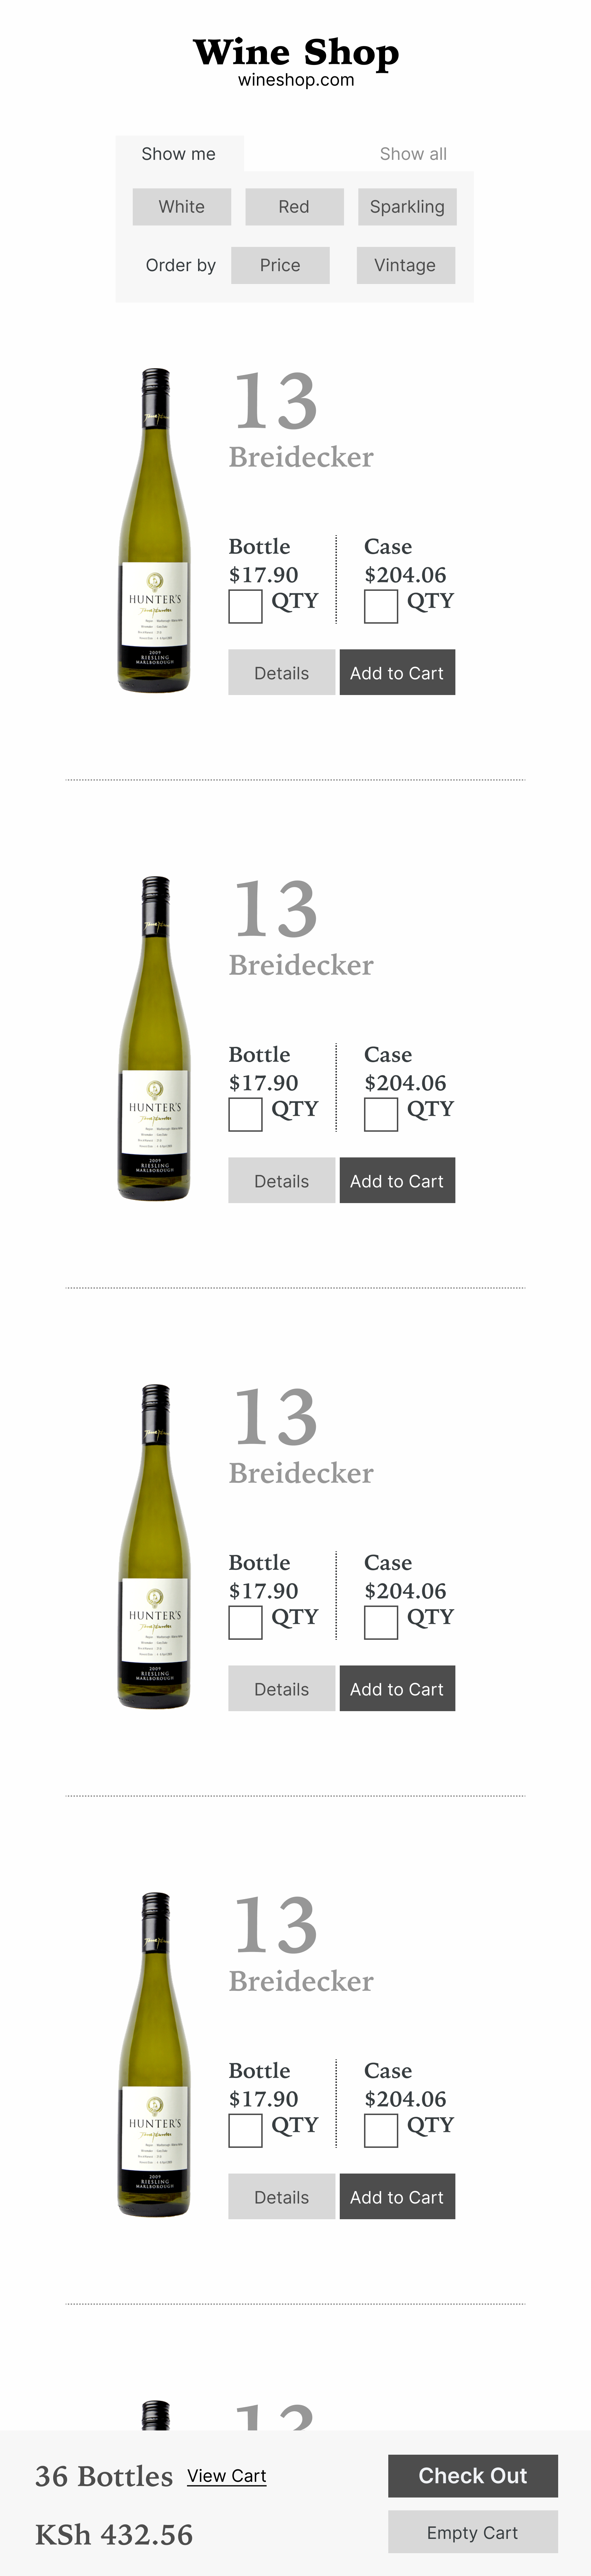 Wine Shop
wineshop.com
Show me
Show all
White Red Sparkling
Order by Price Vintage
13
Breidecker
Bottle Case
$17.90 $204.06
QTY QTY
Details Add to Cart
HUNTER'S
2009
RIESLING
MARLBOROUGH
13
Breidecker
Bottle Case
$17.90 $204.06
QTY QTY
Details Add to Cart
HUNTER'S
2009
RIESLING
MARLBOROUGH
13
Breidecker
Bottle Case
$17.90 $204.06
QTY QTY
Details Add to Cart
HUNTER'S
2009
RIESLING
MARLBOROUGH
13
Breidecker
Bottle Case
$17.90 $204.06
QTY QTY
Details Add to Cart
HUNTER'S
2009
RIESLING
MARLBOROUGH
13
36 Bottles View Cart
Check Out
KSh 432.56
Empty Cart